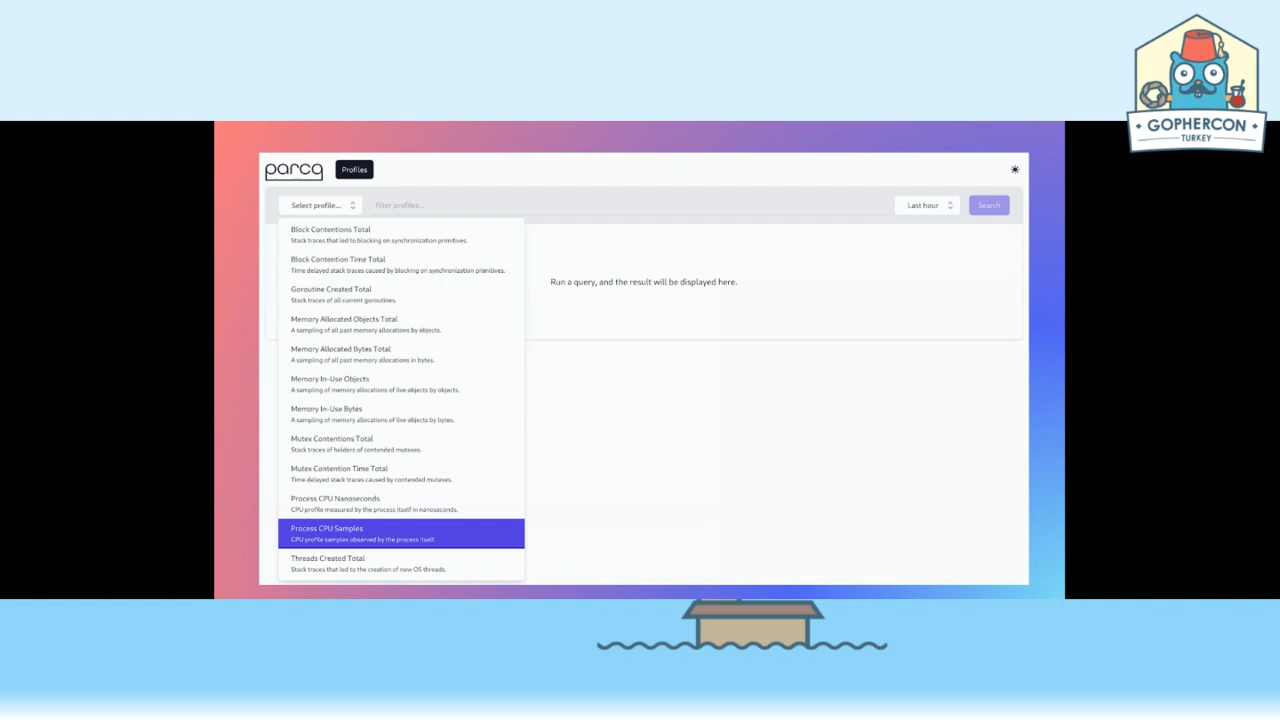 GOPHERCON
TURKEY
parca
Profiles
Select profile...
filter profiles...
Last hour
Search
Block Contentions Total
Stack traces that led to blocking on synchronization primitives.
Block Contention Time Total
Time delayed stack traces caused by blocking on synchronization primitives.
Run a query, and the result will be displayed here.
Goroutine Created Total
Stack traces of all current goroutines.
Memory Allocated Objects Total
A sampling of all past memory allocations by objects.
Memory Allocated Bytes Total
A sampling of all past memory allocations in bytes.
Memory In-Use Objects
A sampling of memory allocations of live objects by objects.
Memory In-Use Bytes
A sampling of memory allocations of live objects by bytes.
Mutex Contentions Total
Stack traces of holders of contended mutexes.
Mutex Contention Time Total
Time delayed stack traces caused by contended mutexes.
Process CPU Nanoseconds
CPU profile measured by the process itself in nanoseconds.
Process CPU Samples
CPU profile samples observed by the process itself.
Threads Created Total
Stack traces that led to the creation of new OS threads.